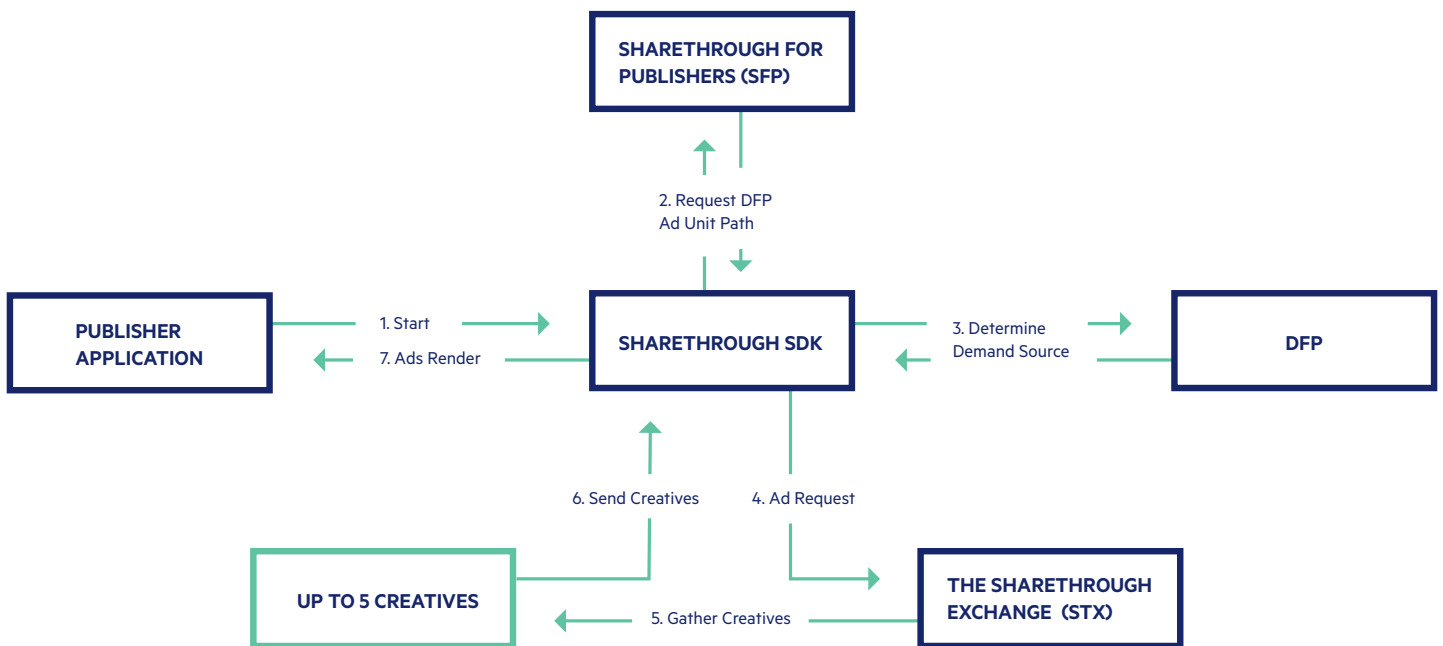 SHARETHROUGH FOR
PUBLISHERS (SFP)
2. Request DFP
Ad Unit Path
PUBLISHER
APPLICATION
1. Start
7. Ads Render
SHARETHROUGH SDK
3. Determine
Demand Source
DFP
6. Send Creatives
4. Ad Request
UP TO 5 CREATIVES
5. Gather Creatives
THE SHARETHROUGH
EXCHANGE (STX)